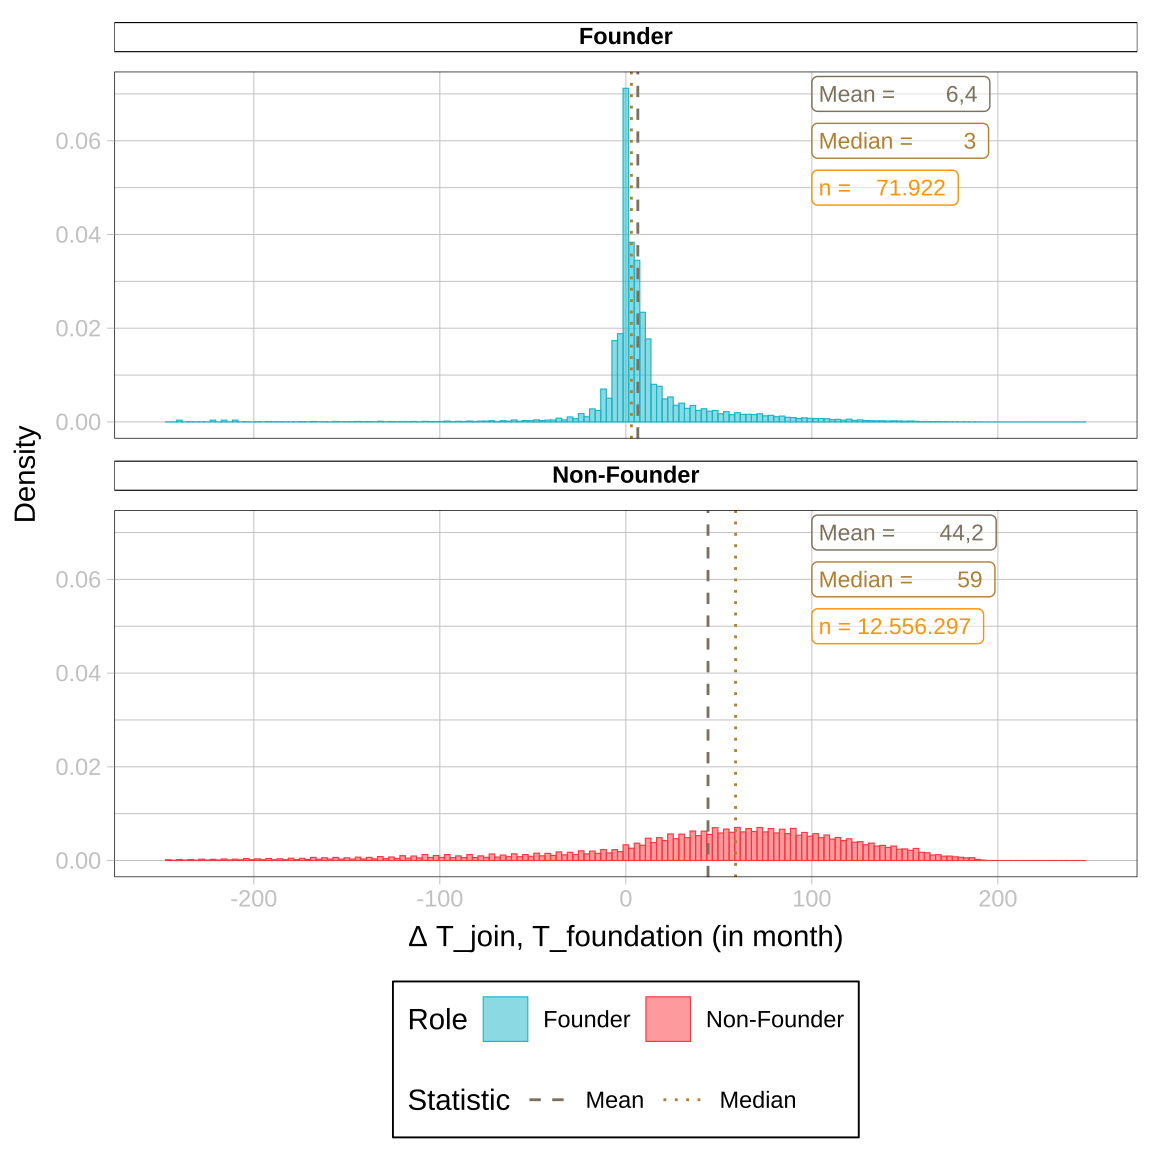 Founder
Mean = 6,4
Median = 3
n = 71.922
0.06
0.04
0.02
0.00
Density
Non-Founder
Mean = 44,2
Median = 59
n = 12.556.297
0.06
0.04
0.02
0.00
-200 -100 0 100 200
Δ T_join, T_foundation (in month)
Role Founder Non-Founder
Statistic Mean Median